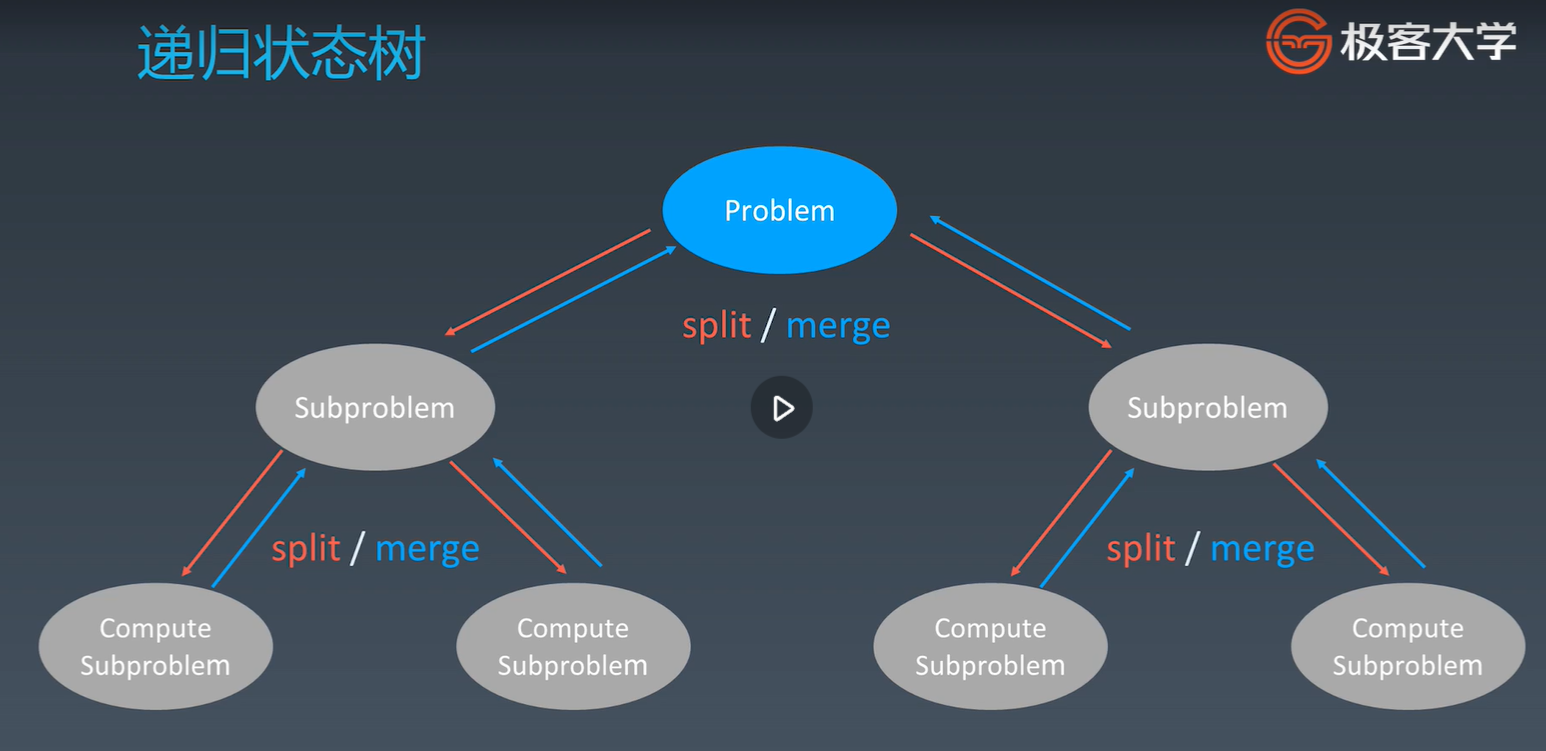 递归状态树
极客大学
Problem
split / merge
Subproblem
Subproblem
split / merge
split / merge
Compute
Subproblem
Compute
Subproblem
Compute
Subproblem
Compute
Subproblem